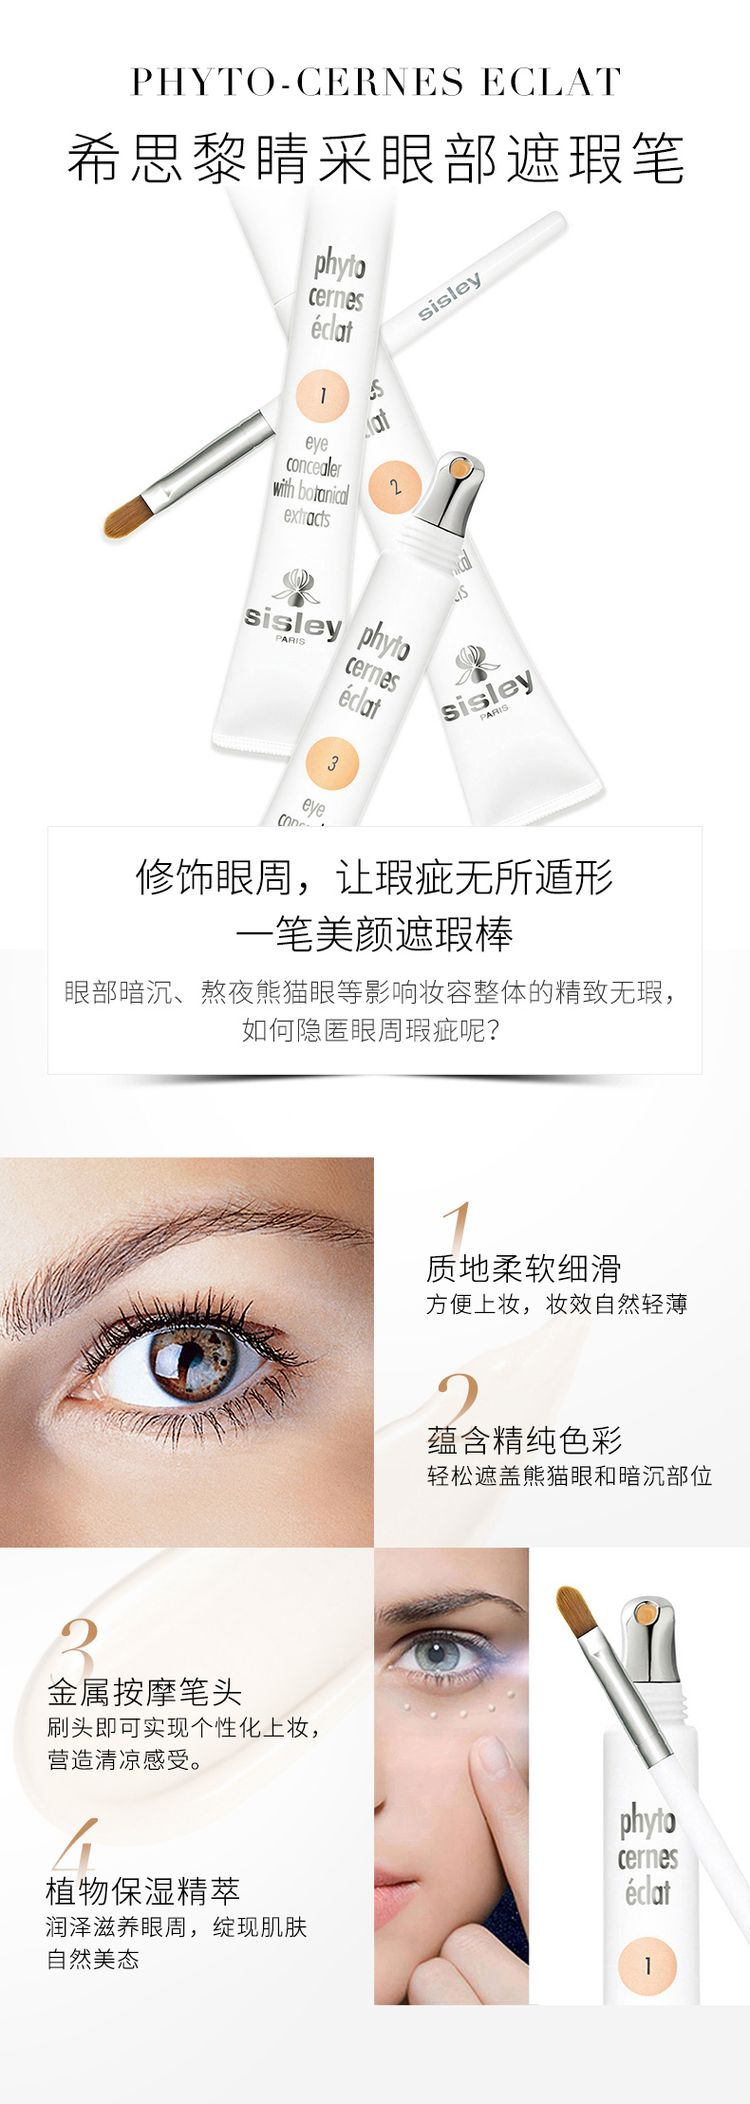 PHYTO-CERNES ECLAT
希思黎睛采眼部遮瑕笔
phyto
cernes
éclat
1
eye
concealer
with botanical
extracts
sisley
PARIS
sisley
es
lat
2
ical
cts
sisley
PARIS
phyto
cernes
éclat
3
eye
修饰眼周，让瑕疵无所遁形
一笔美颜遮瑕棒
眼部暗沉、熬夜熊猫眼等影响妆容整体的精致无瑕，
如何隐匿眼周瑕疵呢？
1
质地柔软细滑
方便上妆，妆效自然轻薄
2
蕴含精纯色彩
轻松遮盖熊猫眼和暗沉部位
3
金属按摩笔头
刷头即可实现个性化上妆，
营造清凉感受。
4
植物保湿精萃
润泽滋养眼周，绽现肌肤
自然美态
phyto
cernes
éclat
1